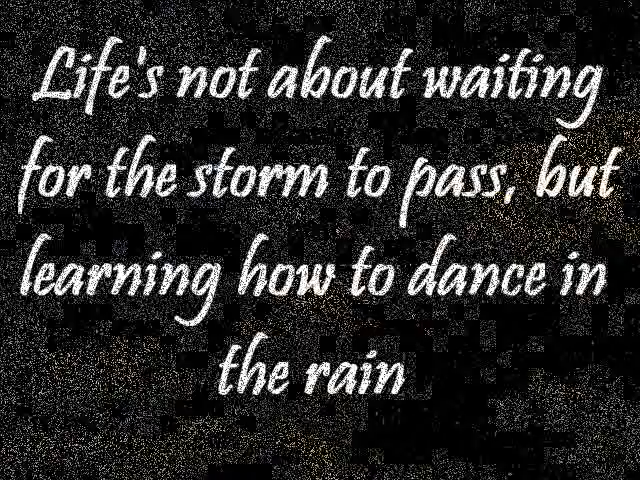 Life's not about waiting
for the storm to pass, but
learning how to dance in
the rain